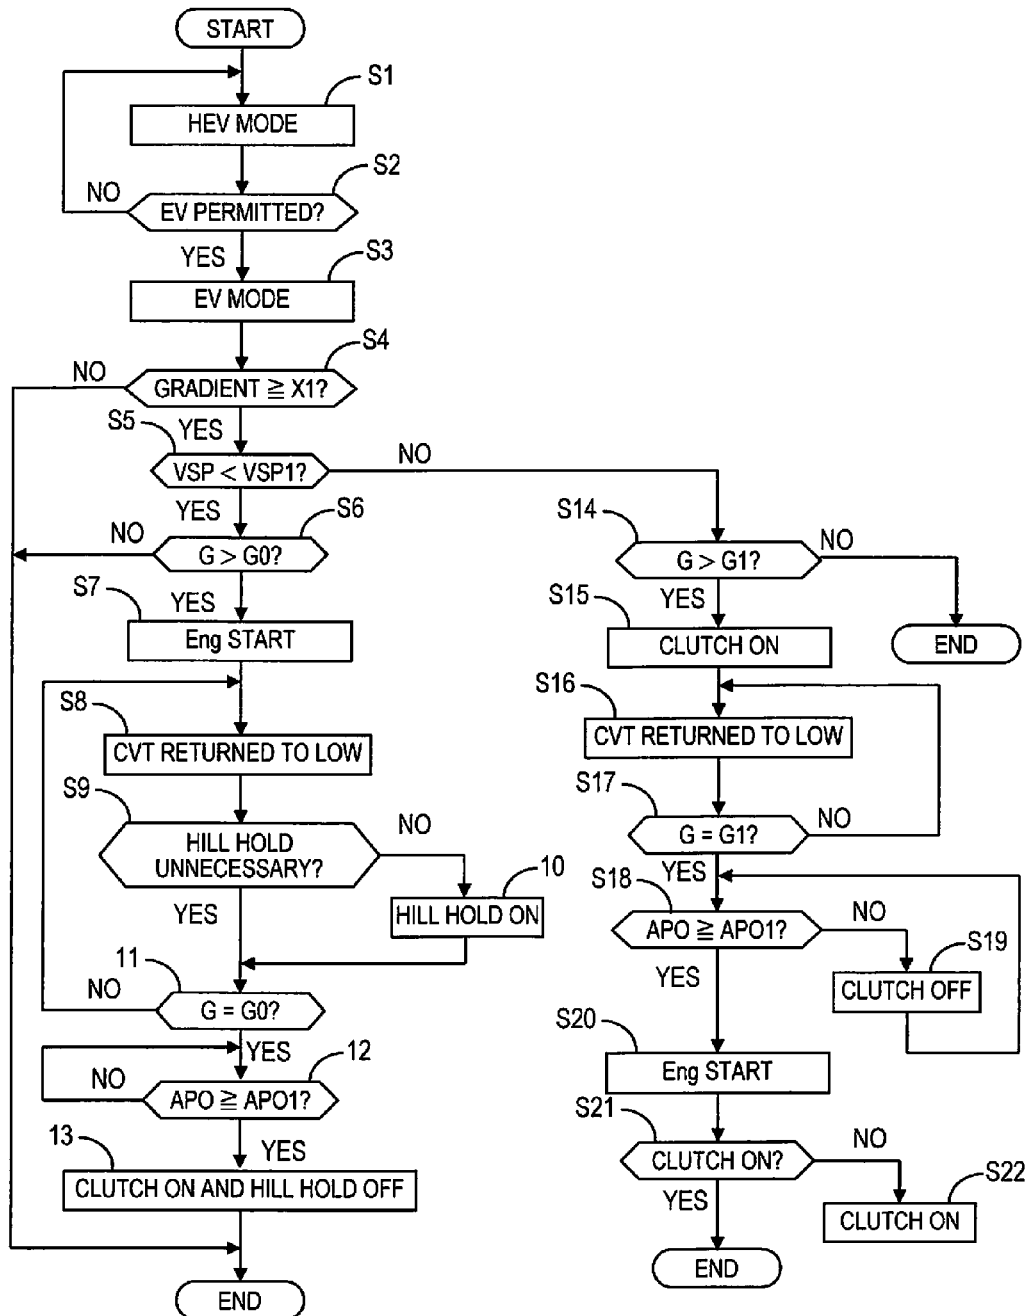 START
S1
HEV MODE
S2
NO
EV PERMITTED?
YES
S3
EV MODE
S4
NO
GRADIENT ≧ X1?
S5
YES
VSP < VSP1?
NO
YES
S6
NO
G > G0?
S7
YES
Eng START
S8
CVT RETURNED TO LOW
S9
HILL HOLD
UNNECESSARY?
NO
10
HILL HOLD ON
YES
11
NO
G = G0?
YES
12
NO
APO ≧ APO1?
13
YES
CLUTCH ON AND HILL HOLD OFF
END
S14
G > G1?
NO
END
S15
YES
CLUTCH ON
S16
CVT RETURNED TO LOW
S17
G = G1?
NO
YES
S18
APO ≧ APO1?
NO
S19
CLUTCH OFF
YES
S20
Eng START
S21
CLUTCH ON?
NO
S22
CLUTCH ON
YES
END